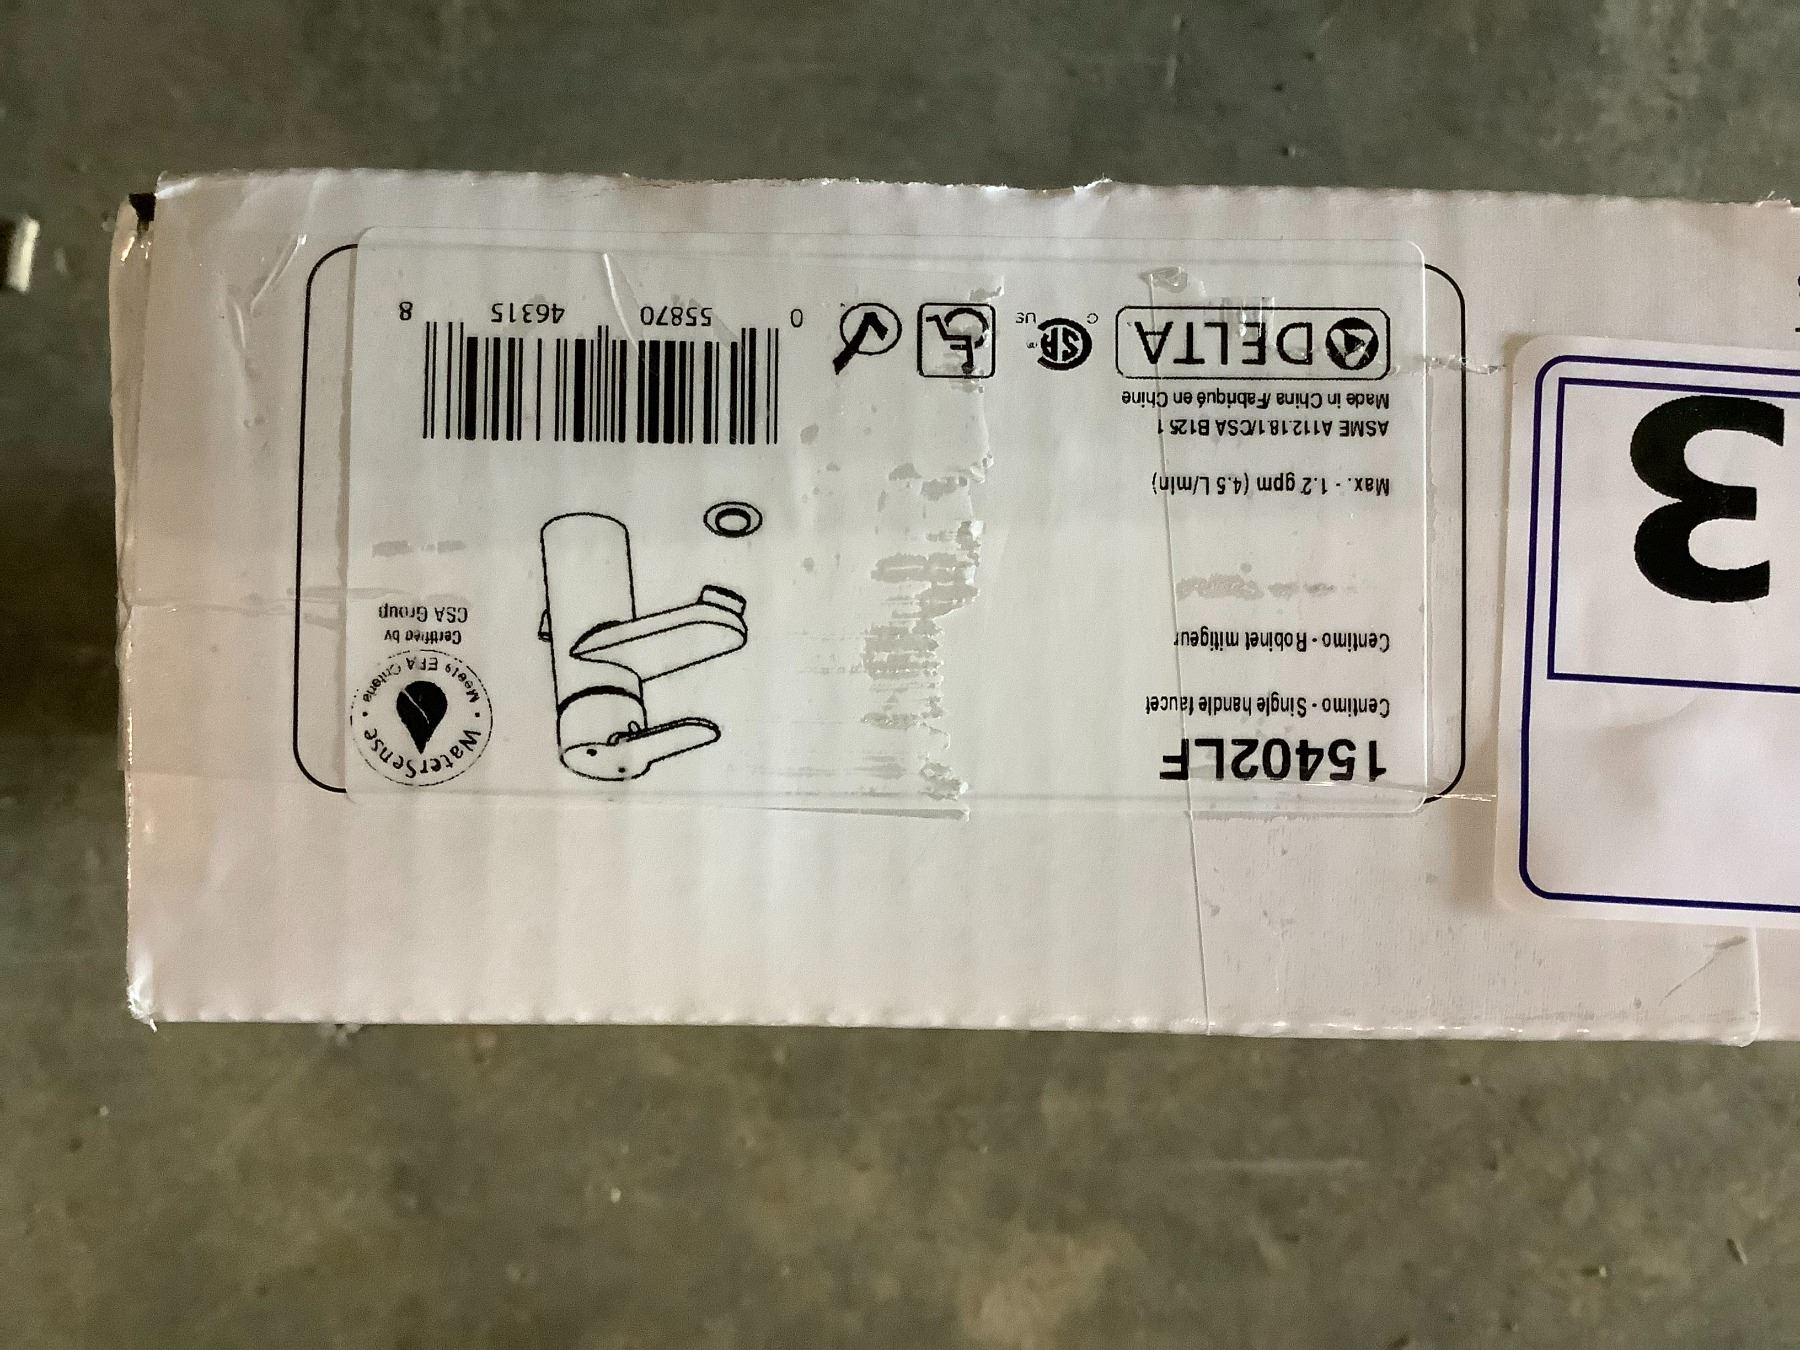 3
15402LF
Centimo - Single handle faucet
Centimo - Robinet mitigeur
Max. - 1.2 gpm (4.5 L/min)
ASME A112.18.1/CSA B125.1
Made in China /Fabriqué en Chine
DELTA
C SA US
WaterSense
Meets EPA Criteria
Certified by
CSA Group
0 55870 46315 8